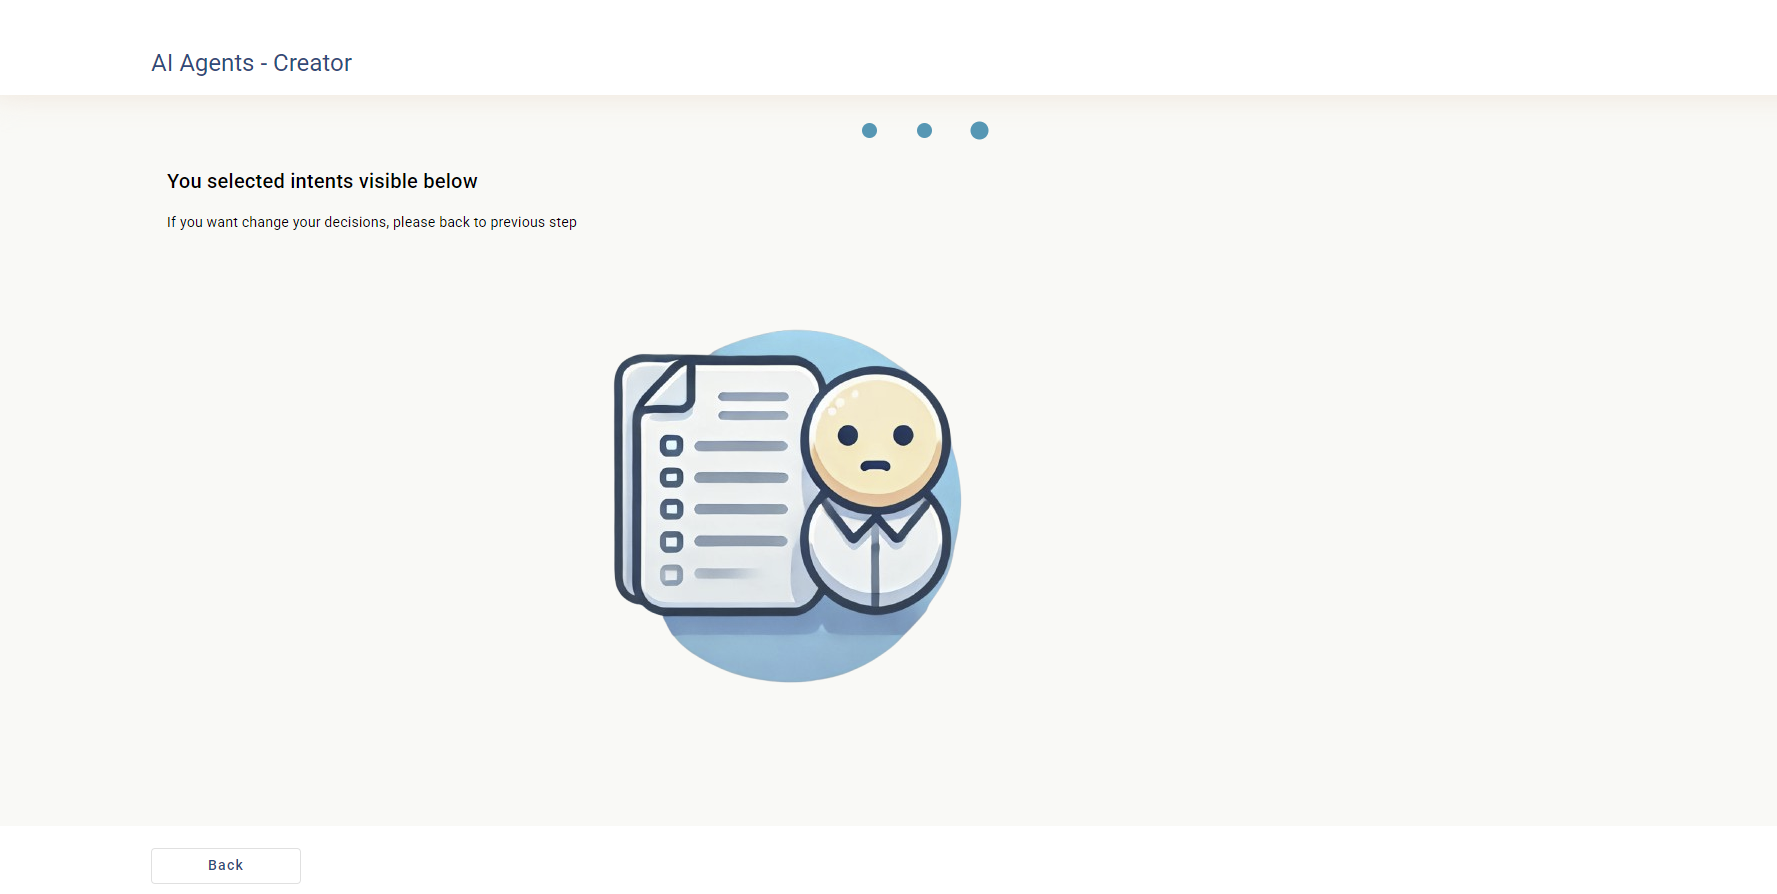 AI Agents - Creator
You selected intents visible below
If you want change your decisions, please back to previous step
Back